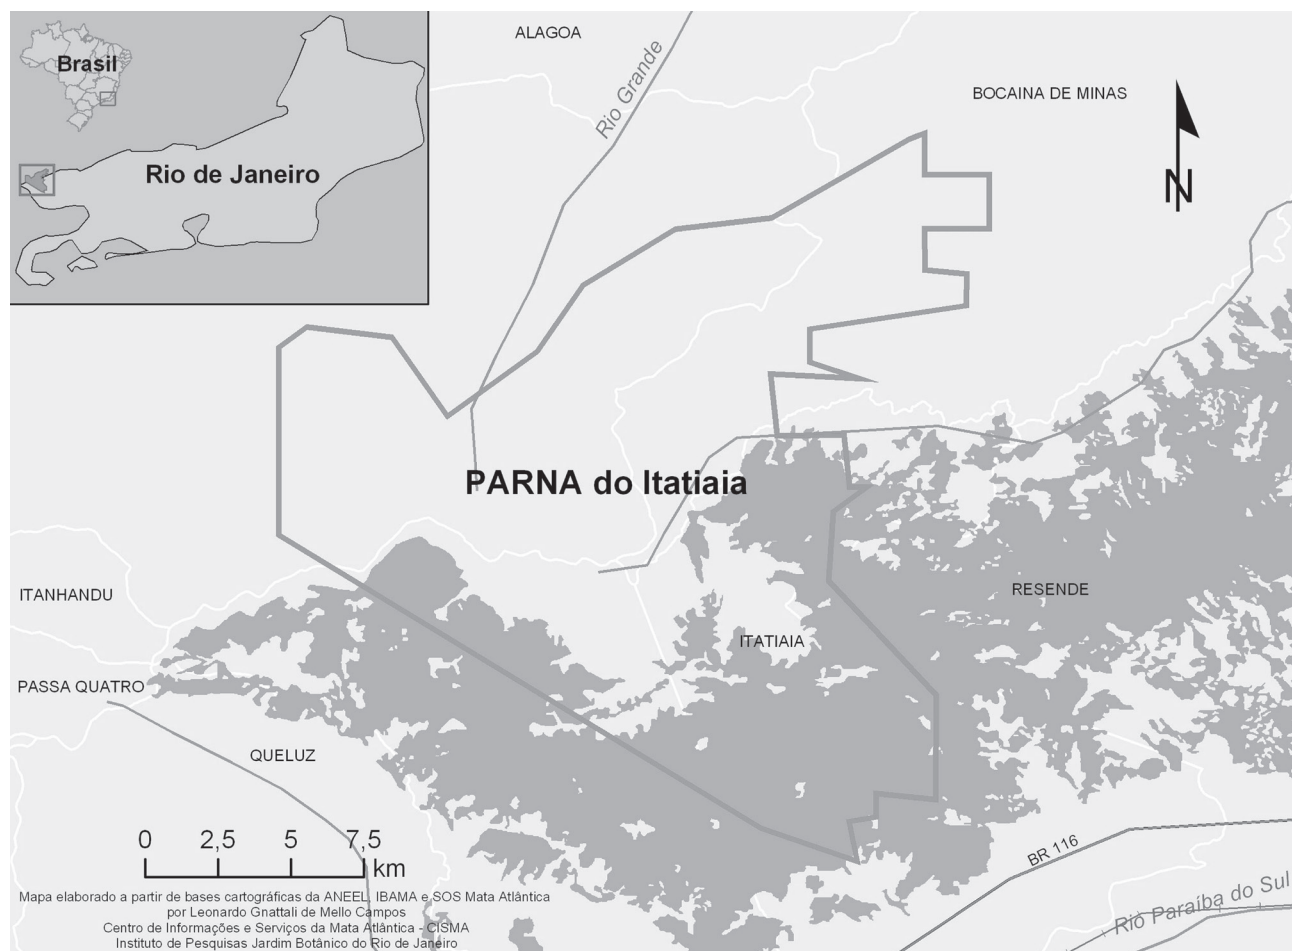 Brasil
Rio de Janeiro
ALAGOA
Rio Grande
BOCAINA DE MINAS
N
PARNA do Itatiaia
ITANHANDU
RESENDE
ITATIAIA
PASSA QUATRO
QUELUZ
0 2,5 5 7,5
km
BR 116
Rio Paraíba do Sul
Mapa elaborado a partir de bases cartográficas da ANEEL, IBAMA e SOS Mata Atlântica
por Leonardo Gnattali de Mello Campos
Centro de Informações e Serviços da Mata Atlântica - CISMA
Instituto de Pesquisas Jardim Botânico do Rio de Janeiro